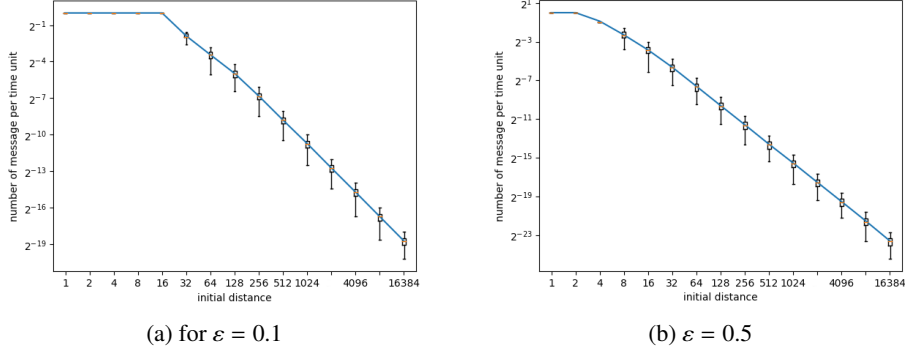 2⁻¹
2⁻⁴
2⁻⁷
2⁻¹⁰
2⁻¹³
2⁻¹⁶
2⁻¹⁹
number of message per time unit
1 2 4 8 16 32 64 128 256 512 1024 4096 16384
initial distance
(a) for ε = 0.1
2¹
2⁻³
2⁻⁷
2⁻¹¹
2⁻¹⁵
2⁻¹⁹
2⁻²³
number of message per time unit
1 2 4 8 16 32 64 128 256 512 1024 4096 16384
initial distance
(b) ε = 0.5